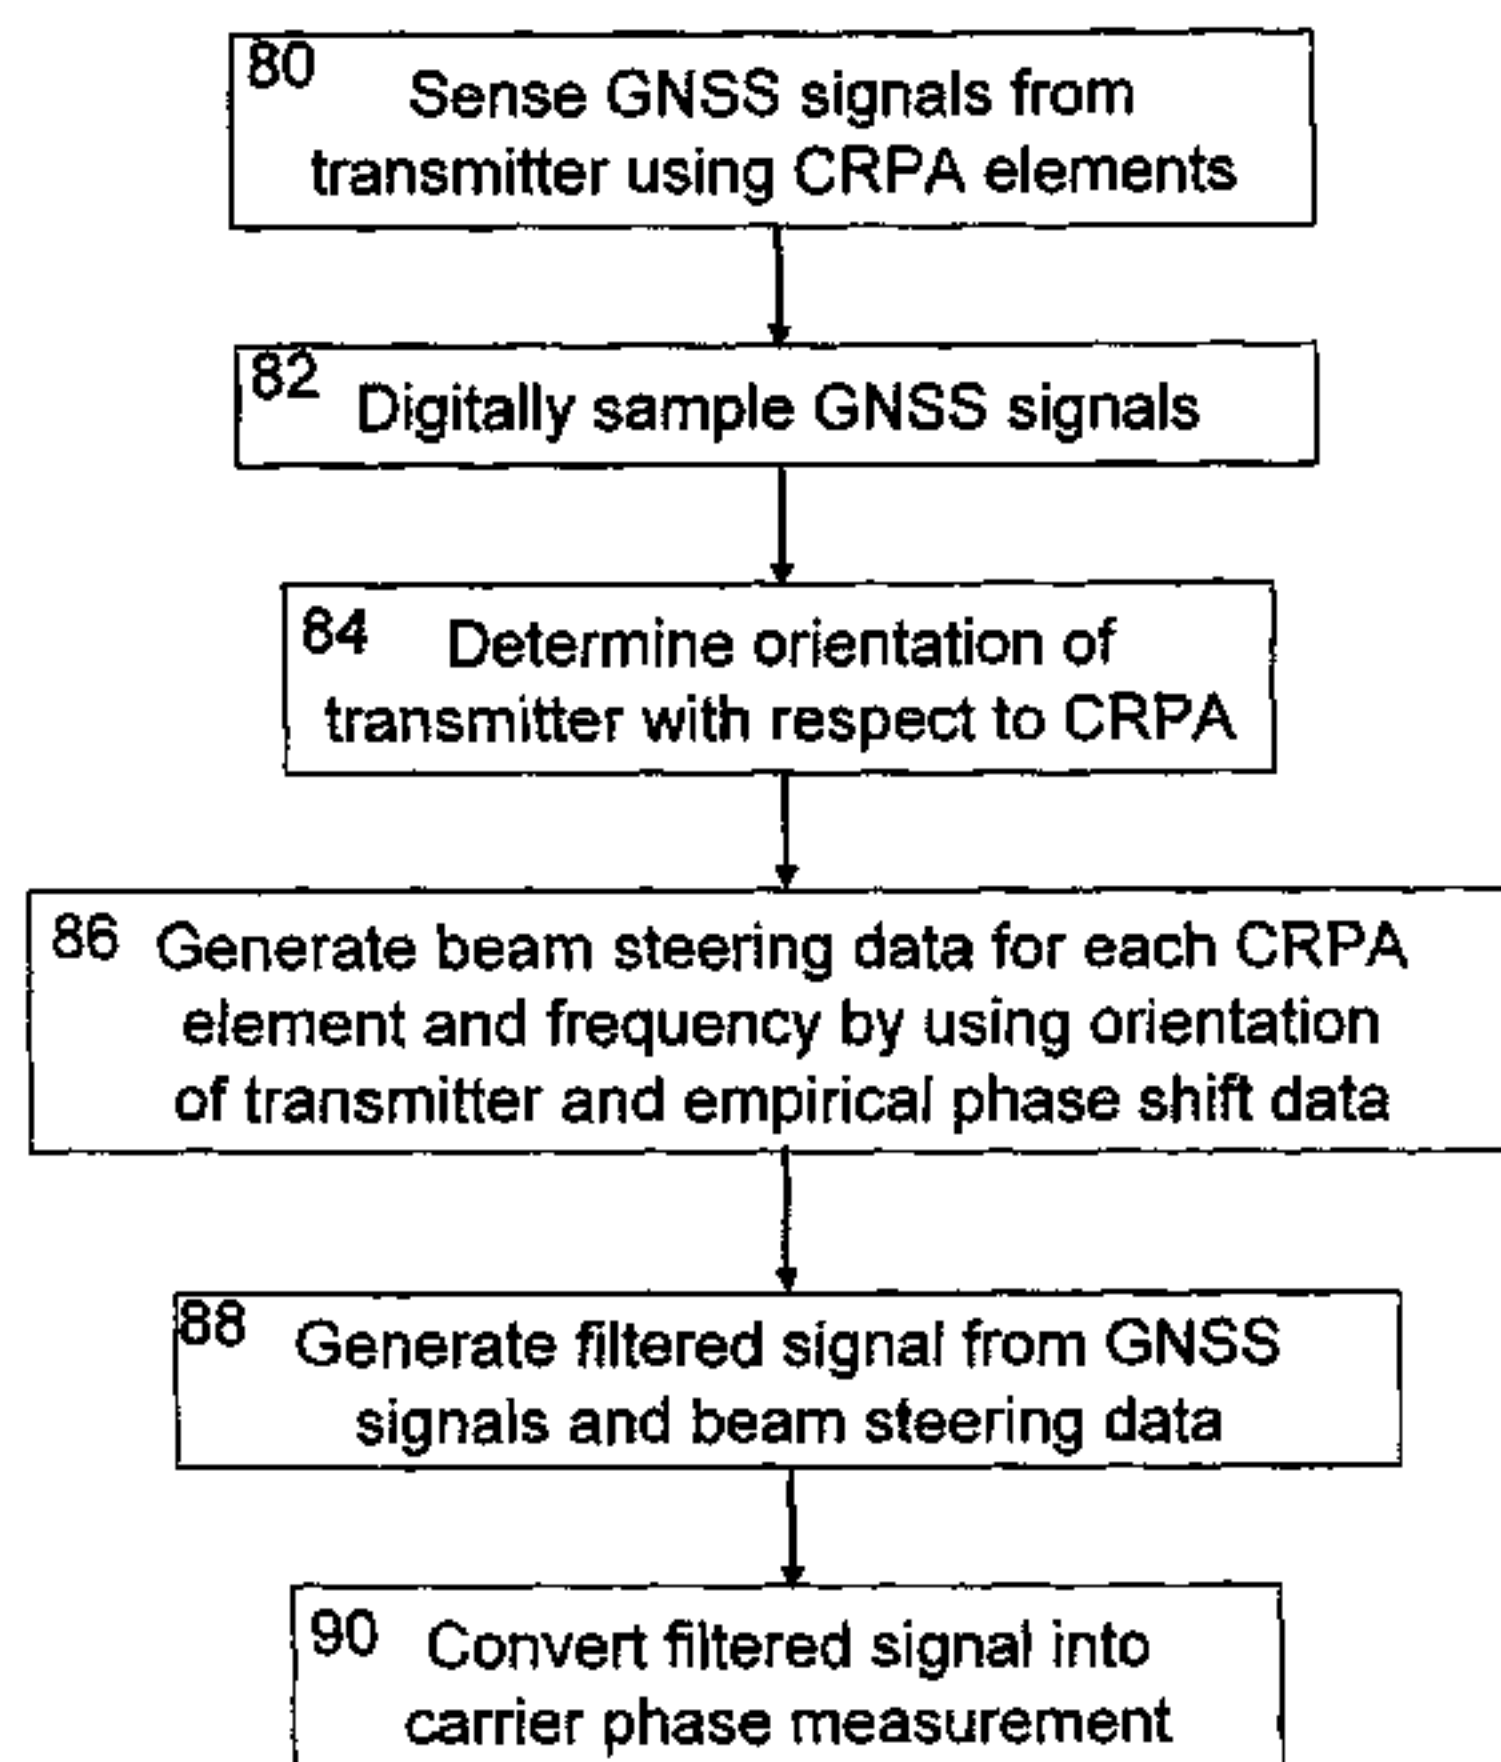 80
Sense GNSS signals from
transmitter using CRPA elements
82
Digitally sample GNSS signals
84
Determine orientation of
transmitter with respect to CRPA
86 Generate beam steering data for each CRPA
element and frequency by using orientation
of transmitter and empirical phase shift data
88
Generate filtered signal from GNSS
signals and beam steering data
90
Convert filtered signal into
carrier phase measurement